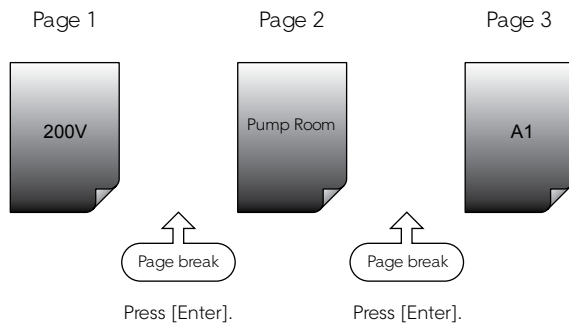 Page 1
Page 2
Page 3
200V
Pump Room
A1
Page break
Page break
Press [Enter].
Press [Enter].